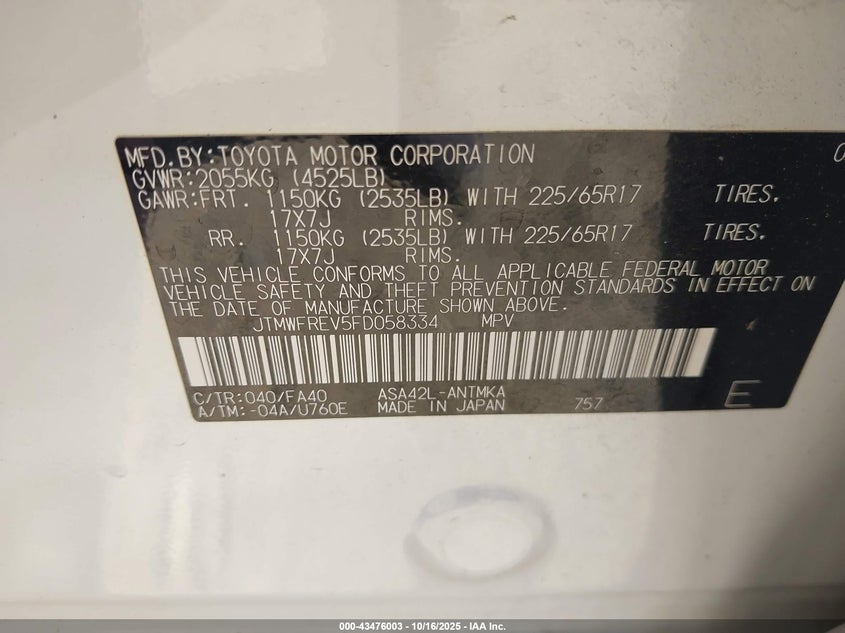 MFD.BY:TOYOTA MOTOR CORPORATION 0
GVWR:2055KG (4525LB)
GAWR:FRT. 1150KG (2535LB) WITH 225/65R17 TIRES.
17X7J RIMS.
RR. 1150KG (2535LB) WITH 225/65R17 TIRES.
17X7J RIMS.
THIS VEHICLE CONFORMS TO ALL APPLICABLE FEDERAL MOTOR
VEHICLE SAFETY AND THEFT PREVENTION STANDARDS IN EFFECT ON
THE DATE OF MANUFACTURE SHOWN ABOVE.
JTMWFREV5FD058334 MPV
C/TR:040/FA40 ASA42L-ANTMKA
A/TM:-04A/U760E MADE IN JAPAN 757 E
000-43476003 - 10/16/2025 - IAA Inc.